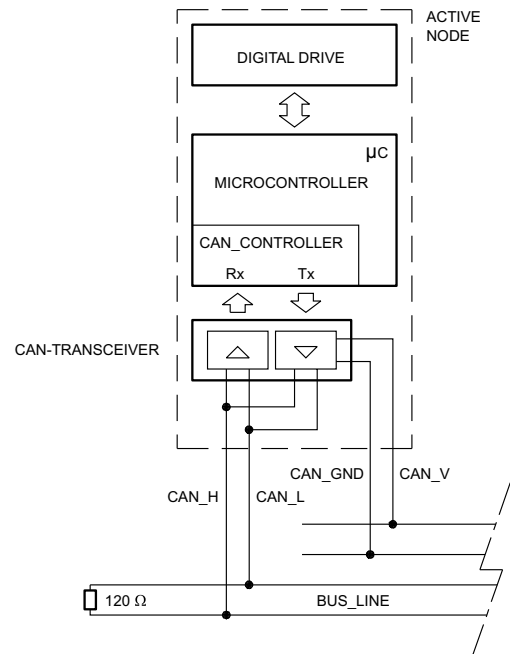 ACTIVE
NODE
DIGITAL DRIVE
μC
MICROCONTROLLER
CAN_CONTROLLER
Rx Tx
CAN-TRANSCEIVER
CAN_GND CAN_V
CAN_H CAN_L
120 Ω BUS_LINE